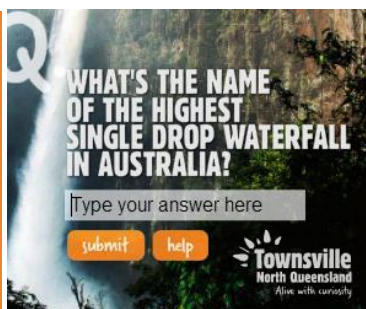 Q.
WHAT'S THE NAME
OF THE HIGHEST
SINGLE DROP WATERFALL
IN AUSTRALIA?
Type your answer here
submit help
Townsville
North Queensland
Alive with curiosity